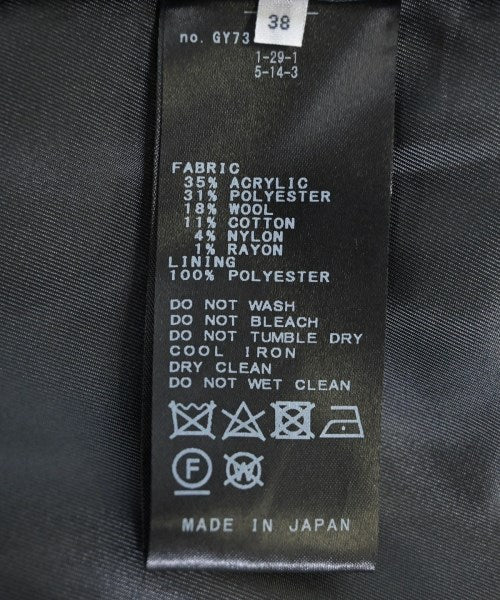 38
no. GY73
1-29-1
5-14-3
FABRIC
35% ACRYLIC
31% POLYESTER
18% WOOL
11% COTTON
4% NYLON
1% RAYON
LINING
100% POLYESTER
DO NOT WASH
DO NOT BLEACH
DO NOT TUMBLE DRY
COOL IRON
DRY CLEAN
DO NOT WET CLEAN
F W
MADE IN JAPAN